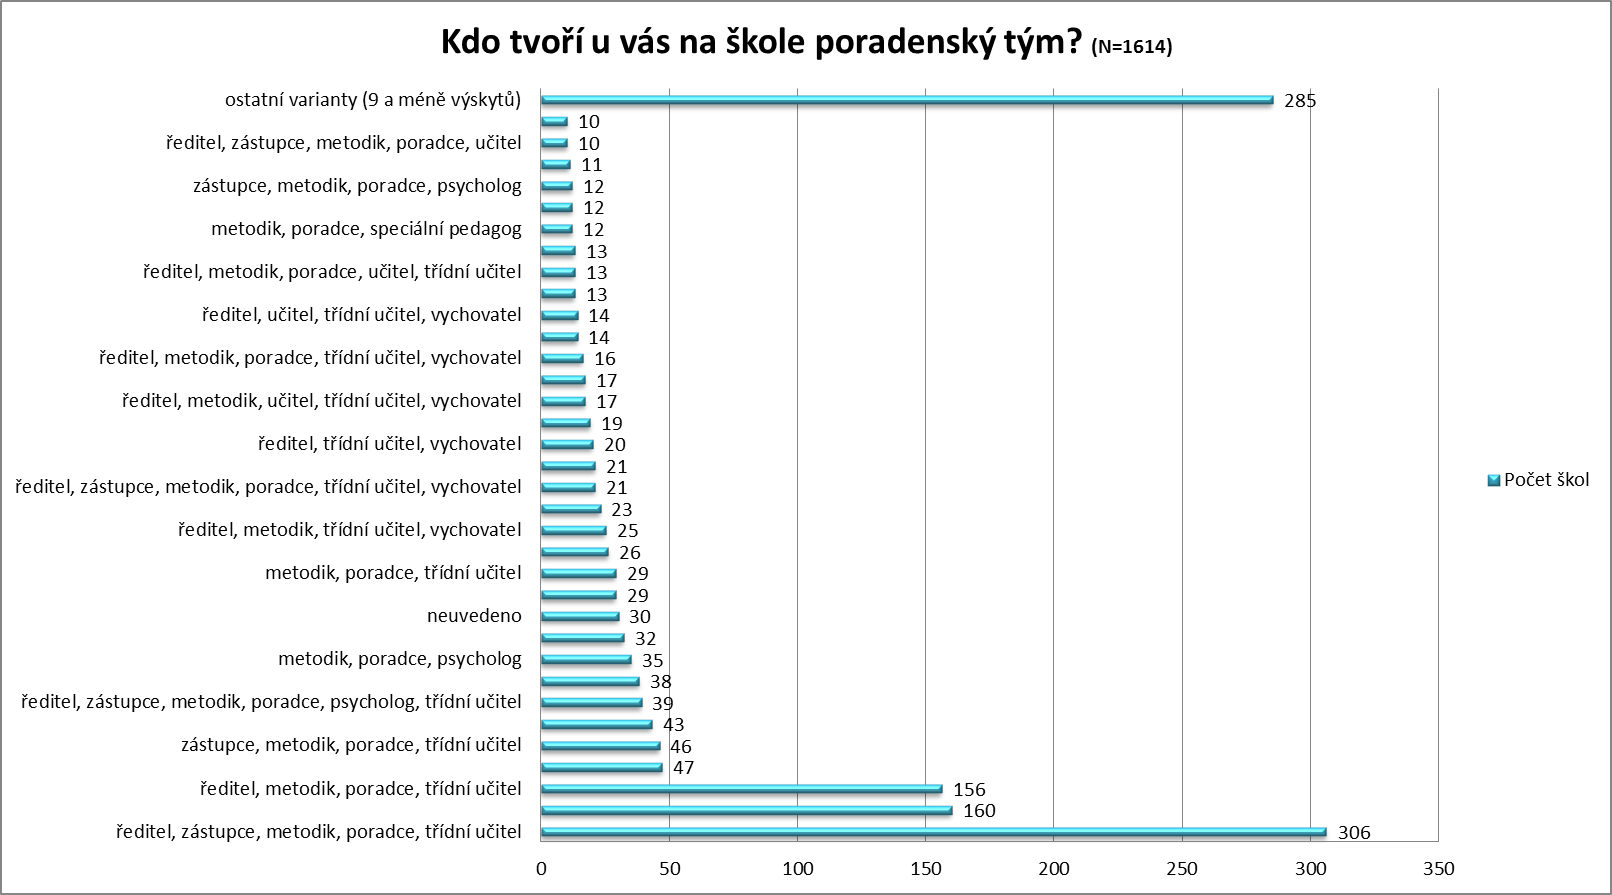 Kdo tvoří u vás na škole poradenský tým? (N=1614)
ostatní varianty (9 a méně výskytů) 285
10
ředitel, zástupce, metodik, poradce, učitel 10
11
zástupce, metodik, poradce, psycholog 12
12
metodik, poradce, speciální pedagog 12
13
ředitel, metodik, poradce, učitel, třídní učitel 13
13
ředitel, učitel, třídní učitel, vychovatel 14
14
ředitel, metodik, poradce, třídní učitel, vychovatel 16
17
ředitel, metodik, učitel, třídní učitel, vychovatel 17
19
ředitel, třídní učitel, vychovatel 20
21
ředitel, zástupce, metodik, poradce, třídní učitel, vychovatel 21
23
ředitel, metodik, třídní učitel, vychovatel 25
26
metodik, poradce, třídní učitel 29
29
neuvedeno 30
32
metodik, poradce, psycholog 35
38
ředitel, zástupce, metodik, poradce, psycholog, třídní učitel 39
43
zástupce, metodik, poradce, třídní učitel 46
47
ředitel, metodik, poradce, třídní učitel 156
160
ředitel, zástupce, metodik, poradce, třídní učitel 306
0 50 100 150 200 250 300 350
Počet škol